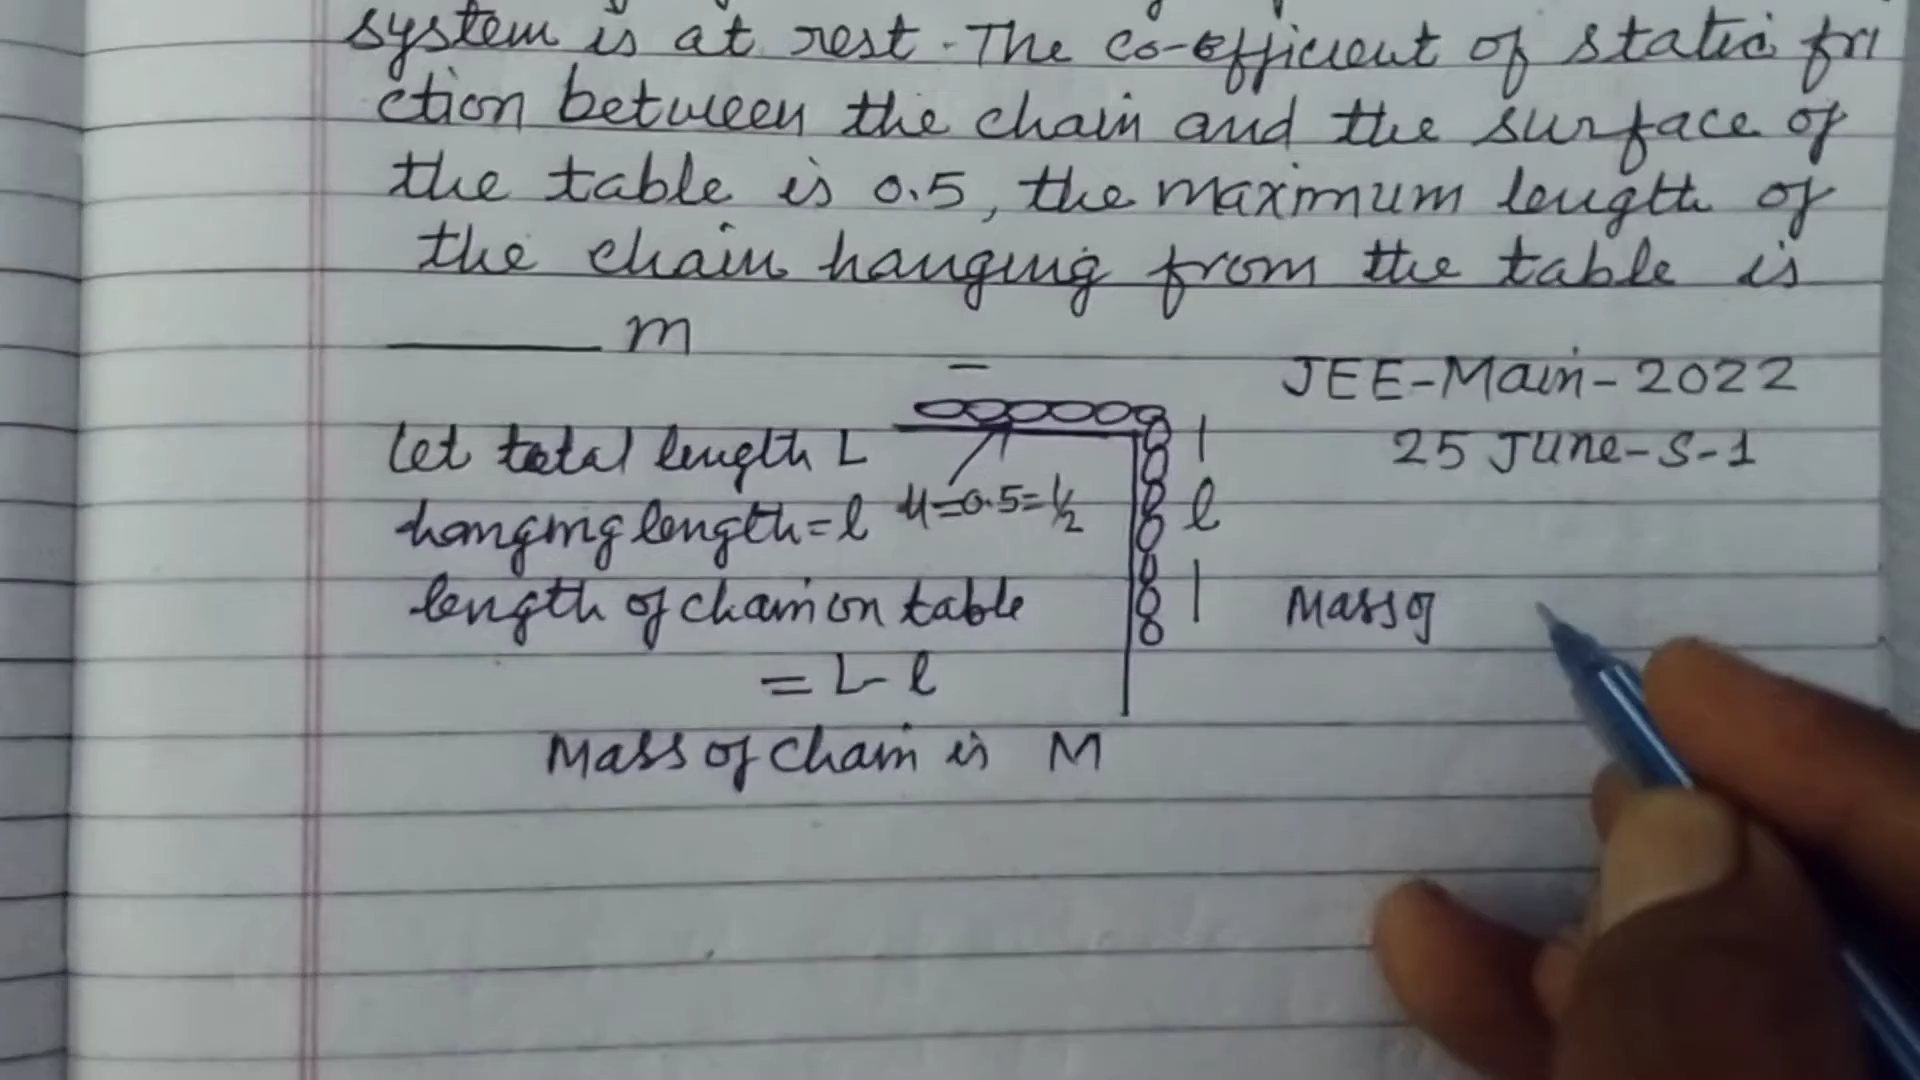 system is at rest. The co-efficient of static fri
ction between the chain and the surface of
the table is 0.5, the maximum length of
the chain hanging from the table is
______ m
JEE-Main-2022
25 June-S-1
Let total length L
hanging length = l
μ=0.5=1/2
l
length of chain on table
= L-l
Mass of
Mass of chain is M